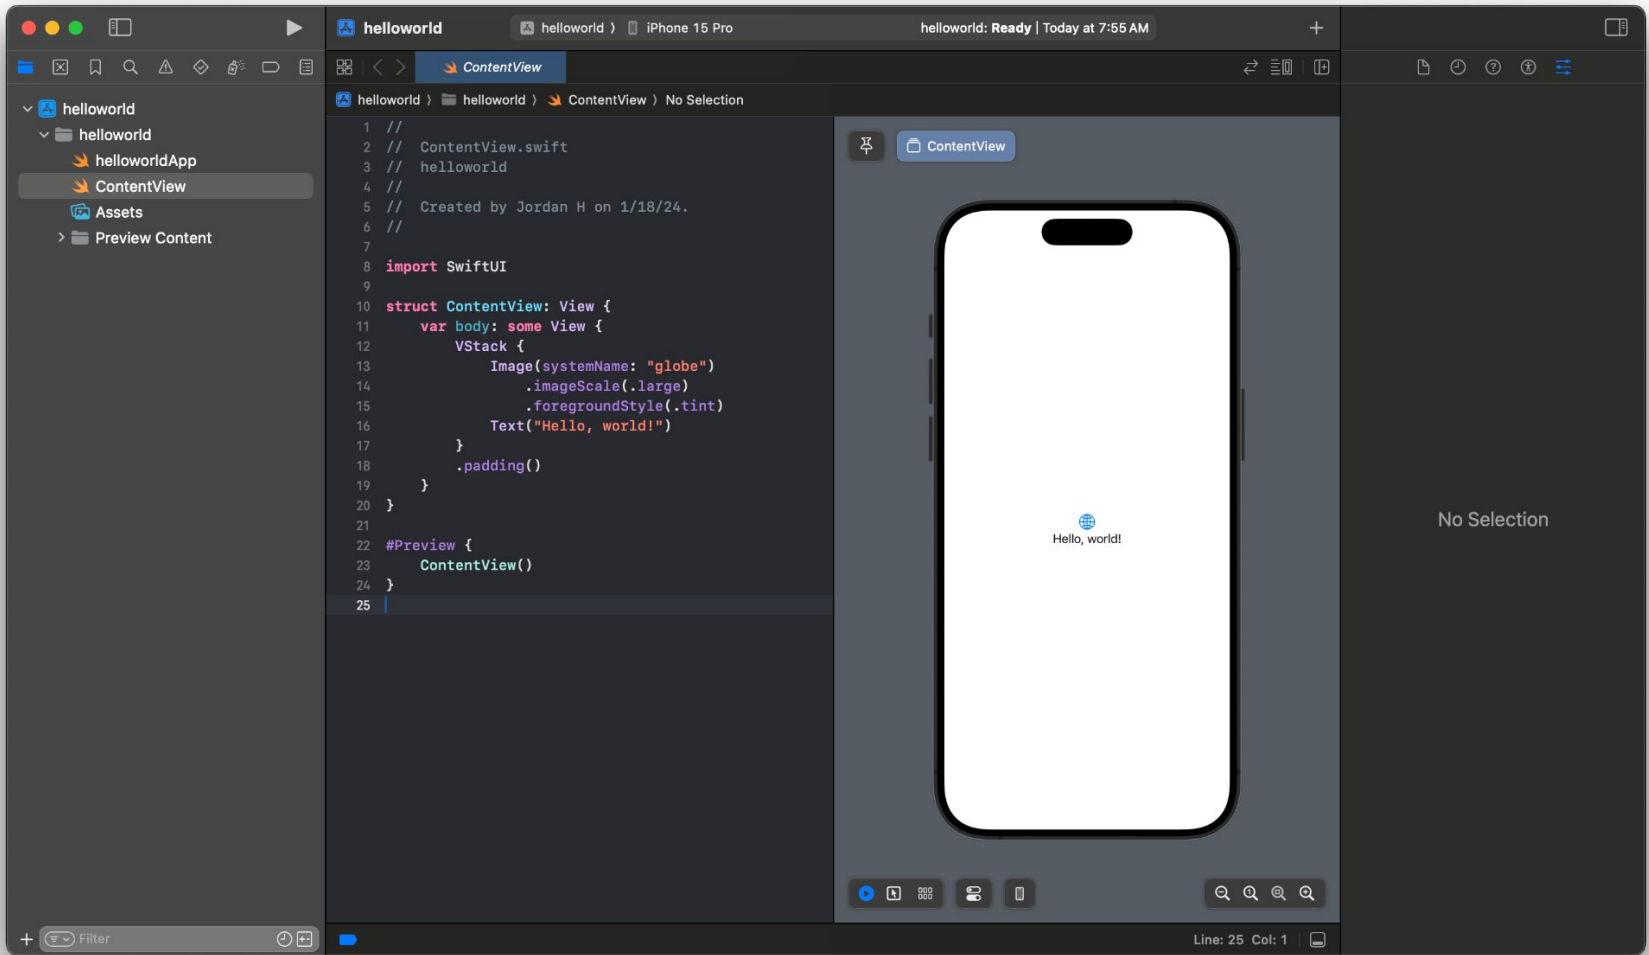 helloworld
helloworld ⟩ iPhone 15 Pro
helloworld: Ready | Today at 7:55 AM
ContentView
helloworld ⟩ helloworld ⟩ ContentView ⟩ No Selection
helloworld
helloworld
helloworldApp
ContentView
Assets
Preview Content
Filter
1 //
2 //  ContentView.swift
3 //  helloworld
4 //
5 //  Created by Jordan H on 1/18/24.
6 //
7
8 import SwiftUI
9
10 struct ContentView: View {
11     var body: some View {
12         VStack {
13             Image(systemName: "globe")
14                 .imageScale(.large)
15                 .foregroundStyle(.tint)
16             Text("Hello, world!")
17         }
18         .padding()
19     }
20 }
21
22 #Preview {
23     ContentView()
24 }
25
ContentView
Hello, world!
Line: 25 Col: 1
No Selection